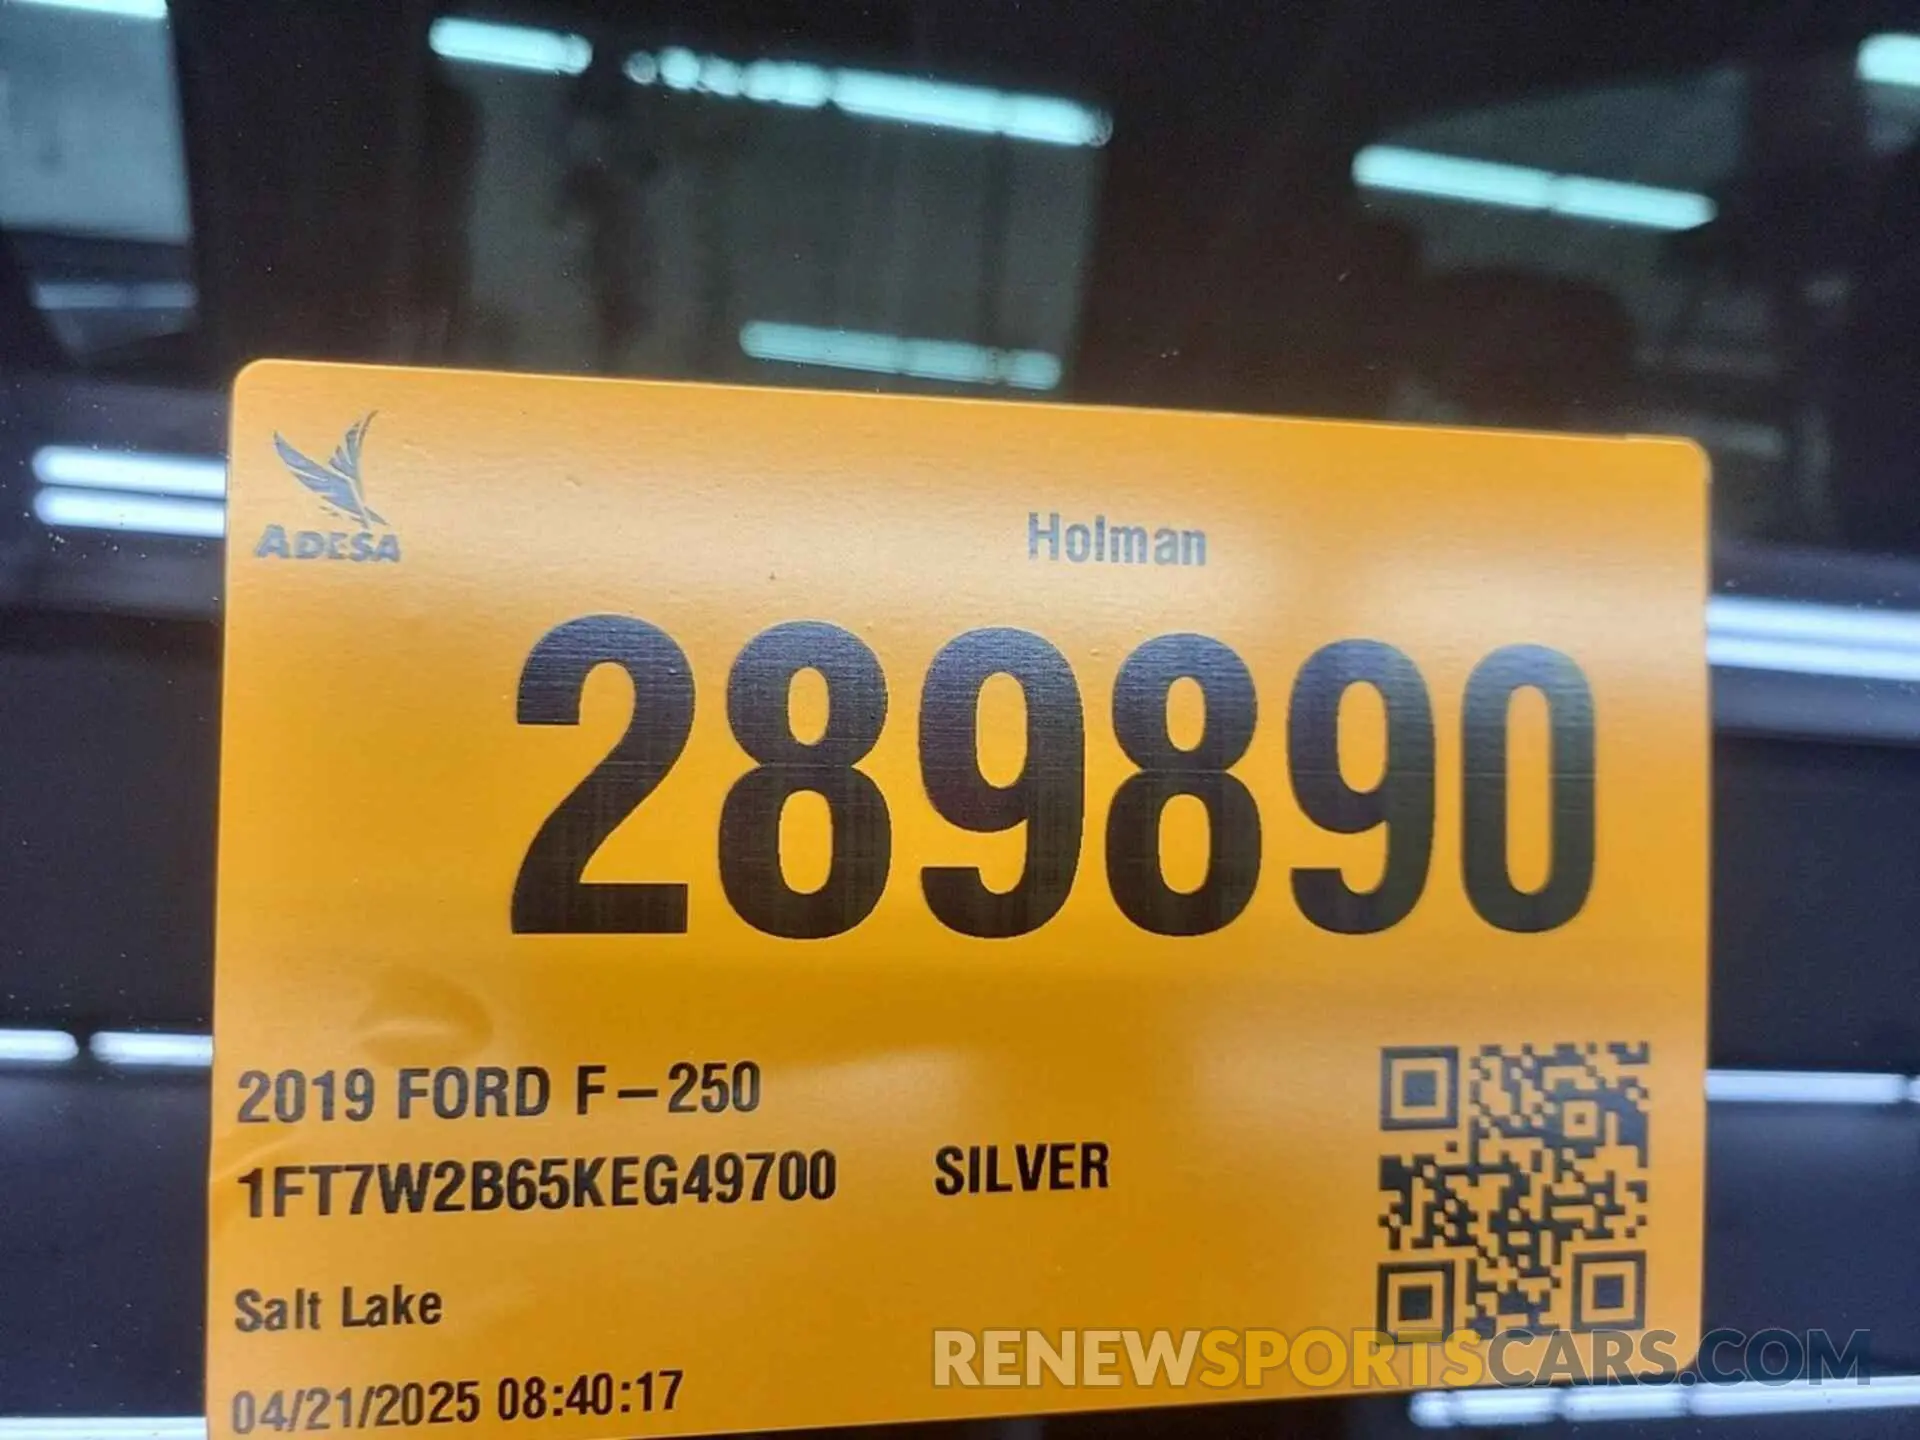 ADESA
Holman
289890
2019 FORD F-250
1FT7W2B65KEG49700 SILVER
Salt Lake
04/21/2025 08:40:17
RENEWSPORTSCARS.COM